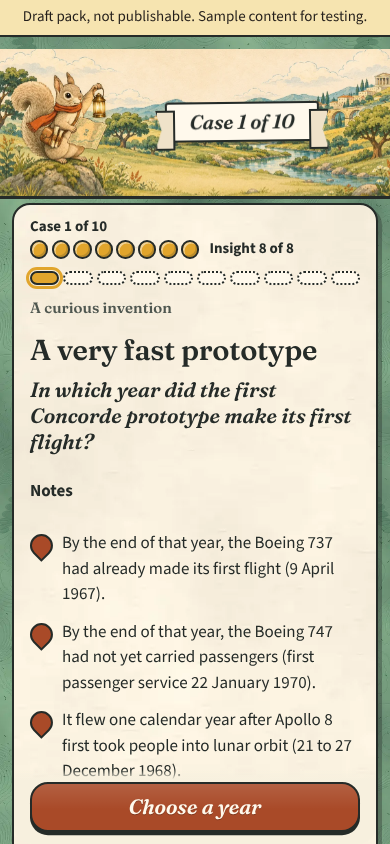 Draft pack, not publishable. Sample content for testing.
Case 1 of 10
Case 1 of 10
Insight 8 of 8
A curious invention
A very fast prototype
In which year did the first
Concorde prototype make its first
flight?
Notes
By the end of that year, the Boeing 737
had already made its first flight (9 April
1967).
By the end of that year, the Boeing 747
had not yet carried passengers (first
passenger service 22 January 1970).
It flew one calendar year after Apollo 8
first took people into lunar orbit (21 to 27
December 1968).
Choose a year